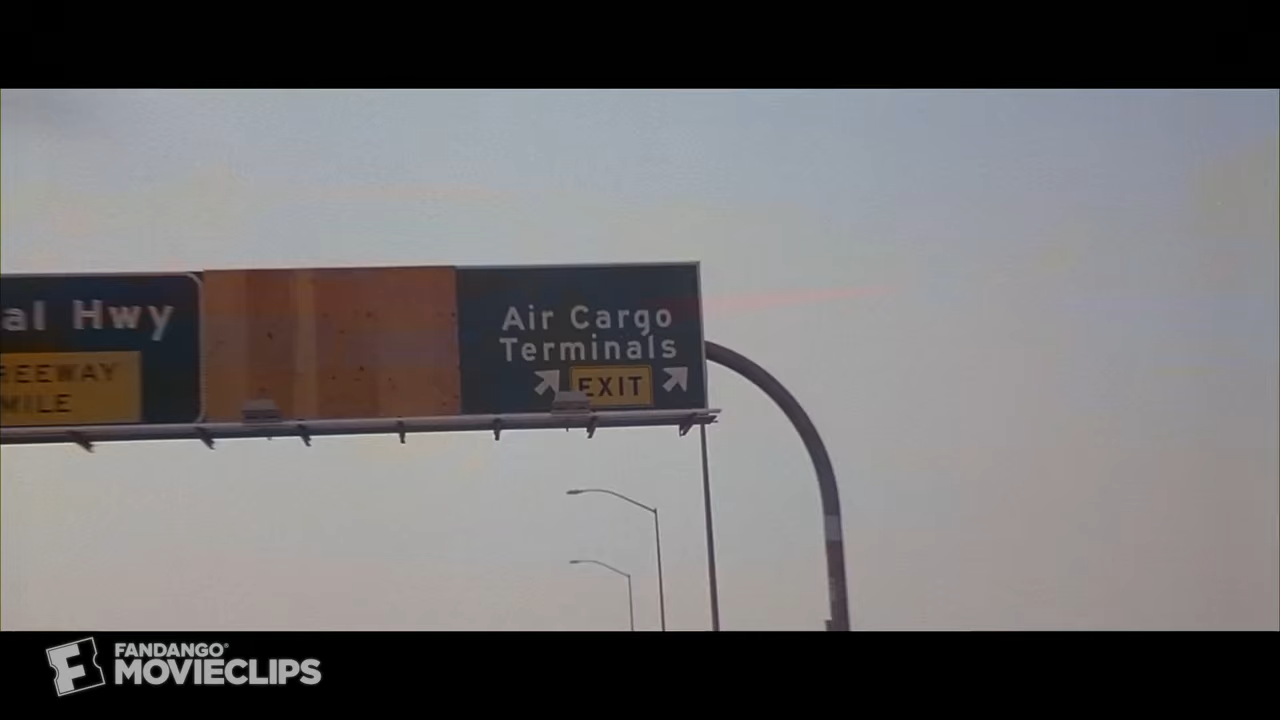 al Hwy
REEWAY
MILE
Air Cargo
Terminals
EXIT
FANDANGO
MOVIECLIPS